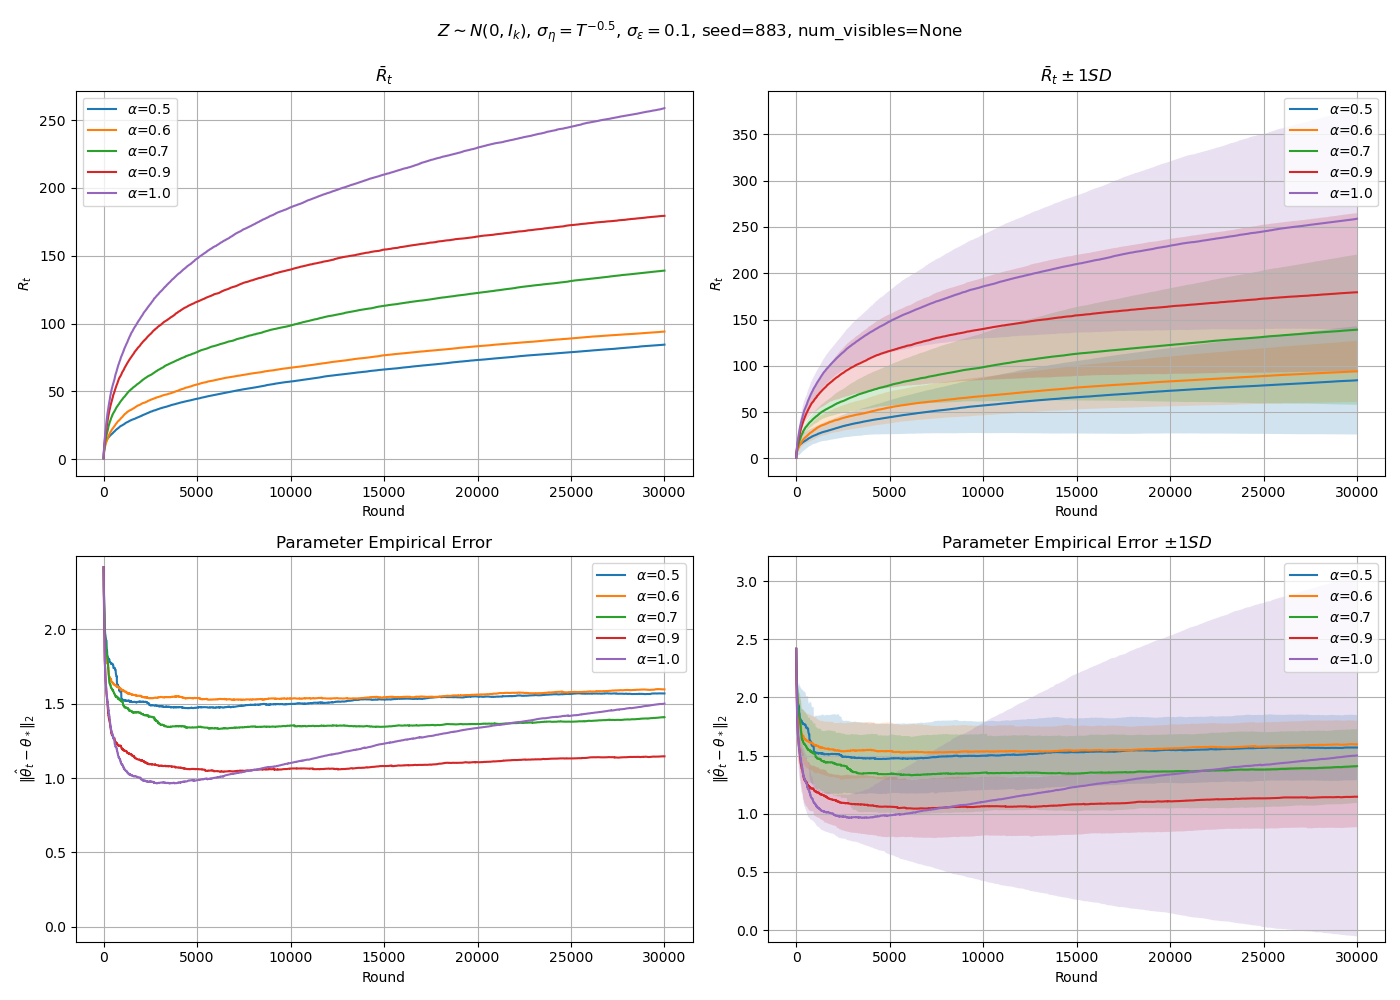 Z ∼ N(0, I_k), σ_η = T^{−0.5}, σ_ε = 0.1, seed=883, num_visibles=None
R̄_t
R̄_t ± 1SD
α=0.5
α=0.6
α=0.7
α=0.9
α=1.0
R_t
250
200
150
100
50
0
0 5000 10000 15000 20000 25000 30000
Round
α=0.5
α=0.6
α=0.7
α=0.9
α=1.0
R_t
350
300
250
200
150
100
50
0
0 5000 10000 15000 20000 25000 30000
Round
Parameter Empirical Error
α=0.5
α=0.6
α=0.7
α=0.9
α=1.0
‖θ̂_t − θ_*‖_2
2.0
1.5
1.0
0.5
0.0
0 5000 10000 15000 20000 25000 30000
Round
Parameter Empirical Error ±1SD
α=0.5
α=0.6
α=0.7
α=0.9
α=1.0
‖θ̂_t − θ_*‖_2
3.0
2.5
2.0
1.5
1.0
0.5
0.0
0 5000 10000 15000 20000 25000 30000
Round